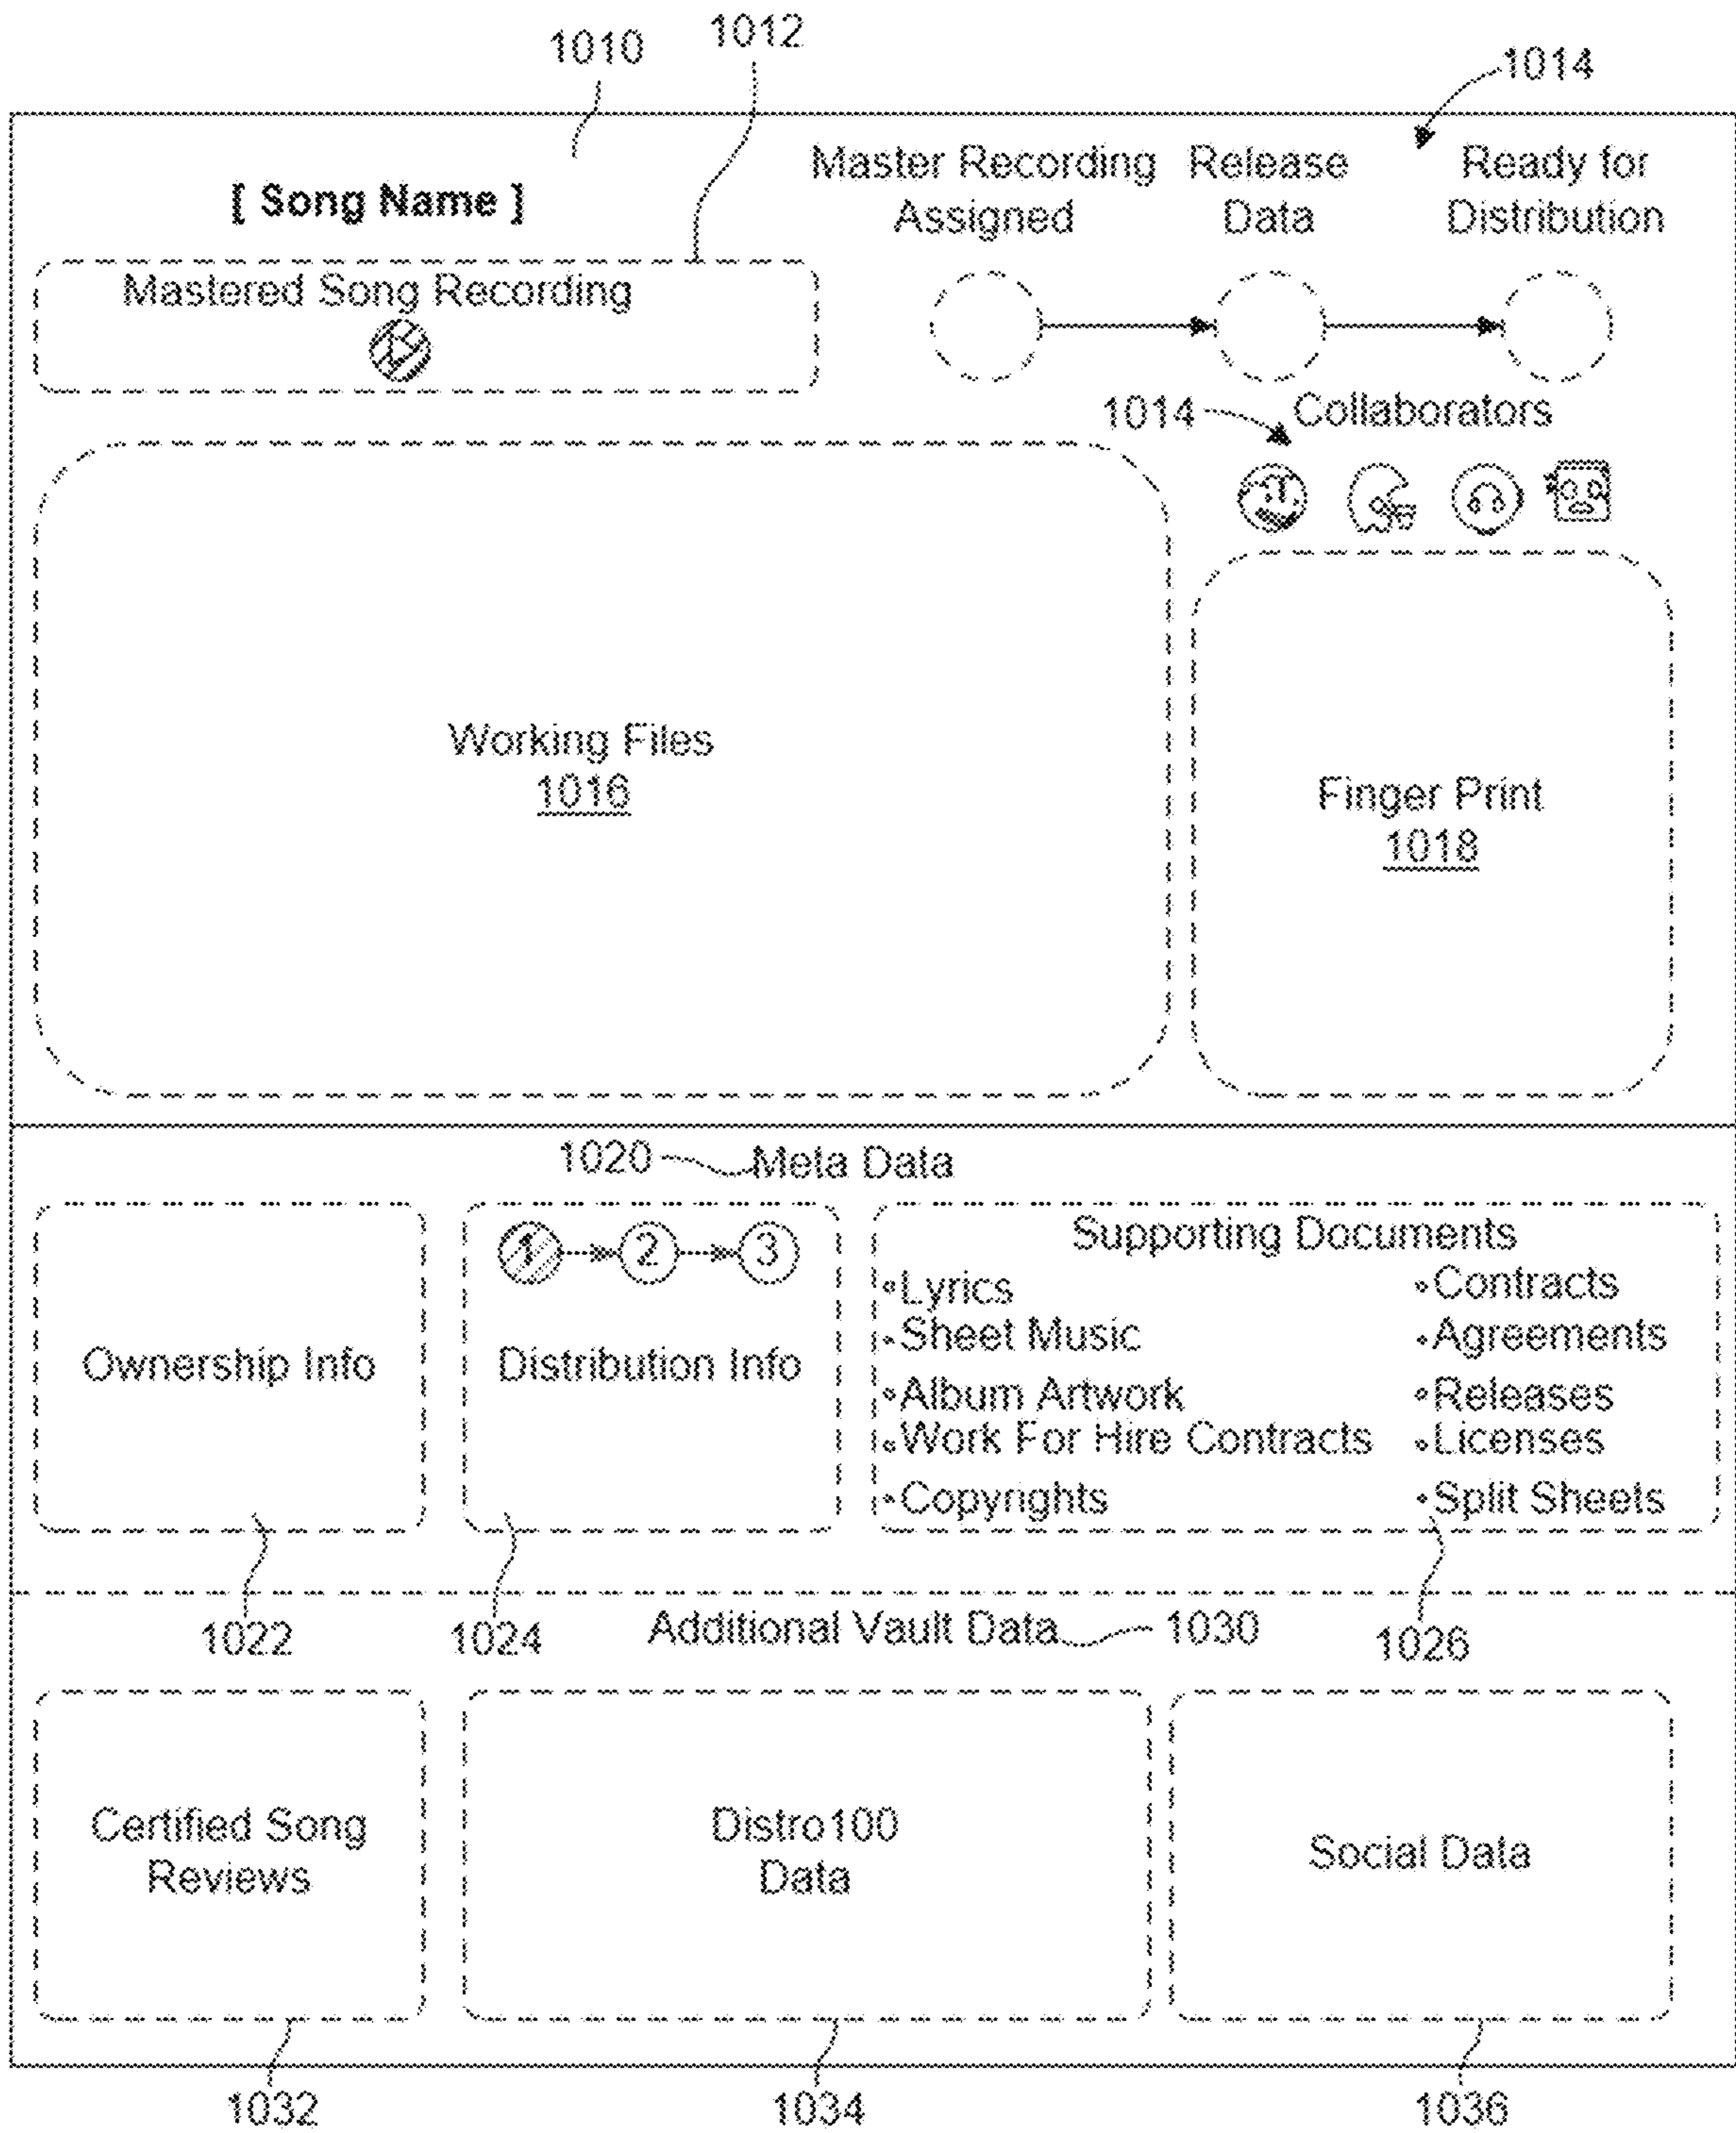 1010
1012
1014
[ Song Name ]
Master Recording
Assigned
Release
Data
Ready for
Distribution
Mastered Song Recording
1014
Collaborators
Working Files
1016
Finger Print
1018
1020
Meta Data
Ownership Info
1
2
3
Distribution Info
Supporting Documents
•Lyrics
•Sheet Music
•Album Artwork
•Work For Hire Contracts
•Copyrights
•Contracts
•Agreements
•Releases
•Licenses
•Split Sheets
1022
1024
Additional Vault Data
1030
1026
Certified Song
Reviews
Distro100
Data
Social Data
1032
1034
1036